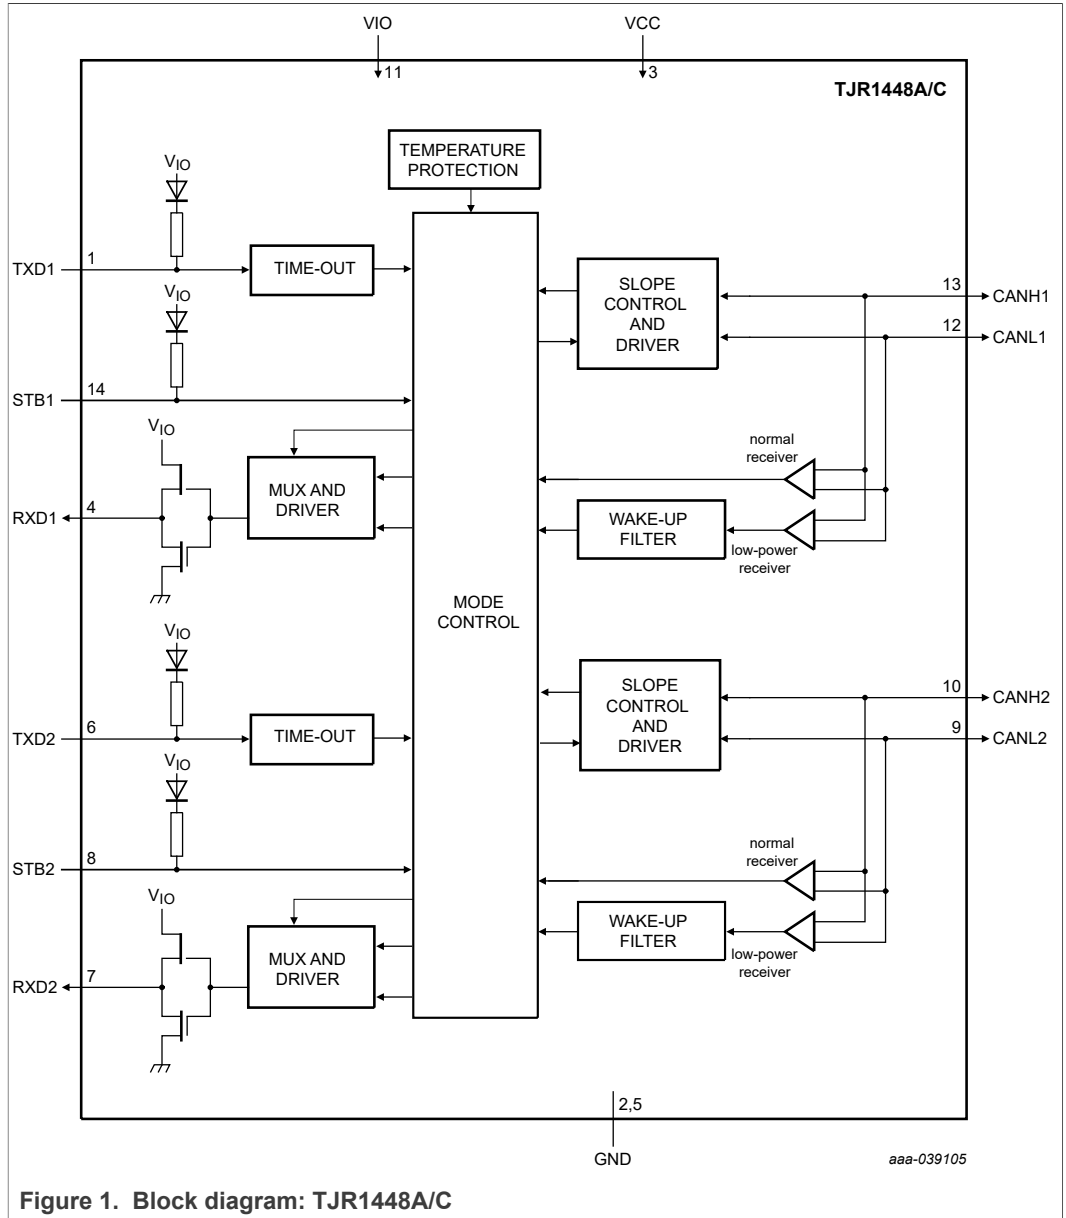 VIO
VCC
11
3
TJR1448A/C
TEMPERATURE
PROTECTION
VIO
TXD1
1
TIME-OUT
SLOPE
CONTROL
AND
DRIVER
13
CANH1
12
CANL1
VIO
STB1
14
VIO
MUX AND
DRIVER
RXD1
4
normal
receiver
WAKE-UP
FILTER
low-power
receiver
MODE
CONTROL
VIO
TXD2
6
TIME-OUT
SLOPE
CONTROL
AND
DRIVER
10
CANH2
9
CANL2
VIO
STB2
8
VIO
MUX AND
DRIVER
RXD2
7
normal
receiver
WAKE-UP
FILTER
low-power
receiver
2,5
GND
aaa-039105
Figure 1. Block diagram: TJR1448A/C